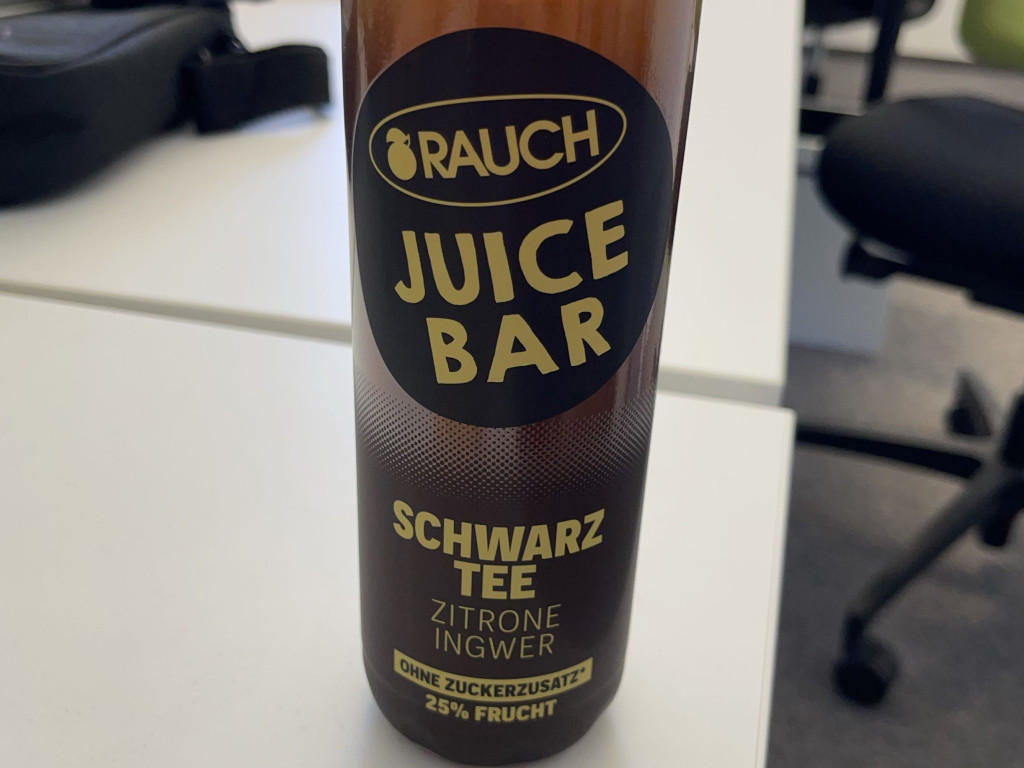 RAUCH
JUICE
BAR
SCHWARZ
TEE
ZITRONE
INGWER
OHNE ZUCKERZUSATZ*
25% FRUCHT